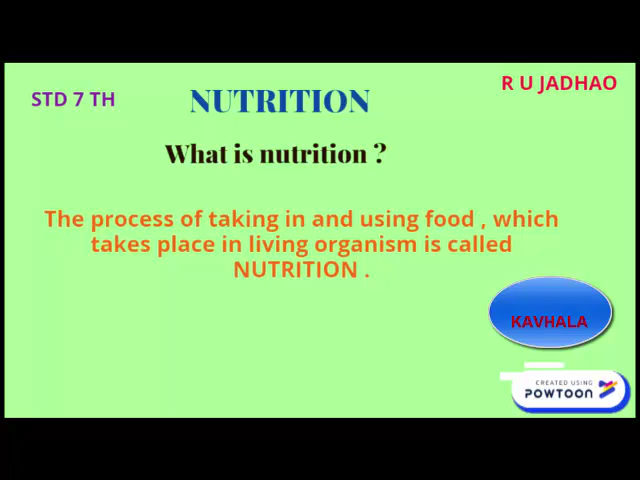 STD 7 TH
NUTRITION
R U JADHAO
What is nutrition ?
The process of taking in and using food , which
takes place in living organism is called
NUTRITION .
KAVHALA
CREATED USING
POWTOON